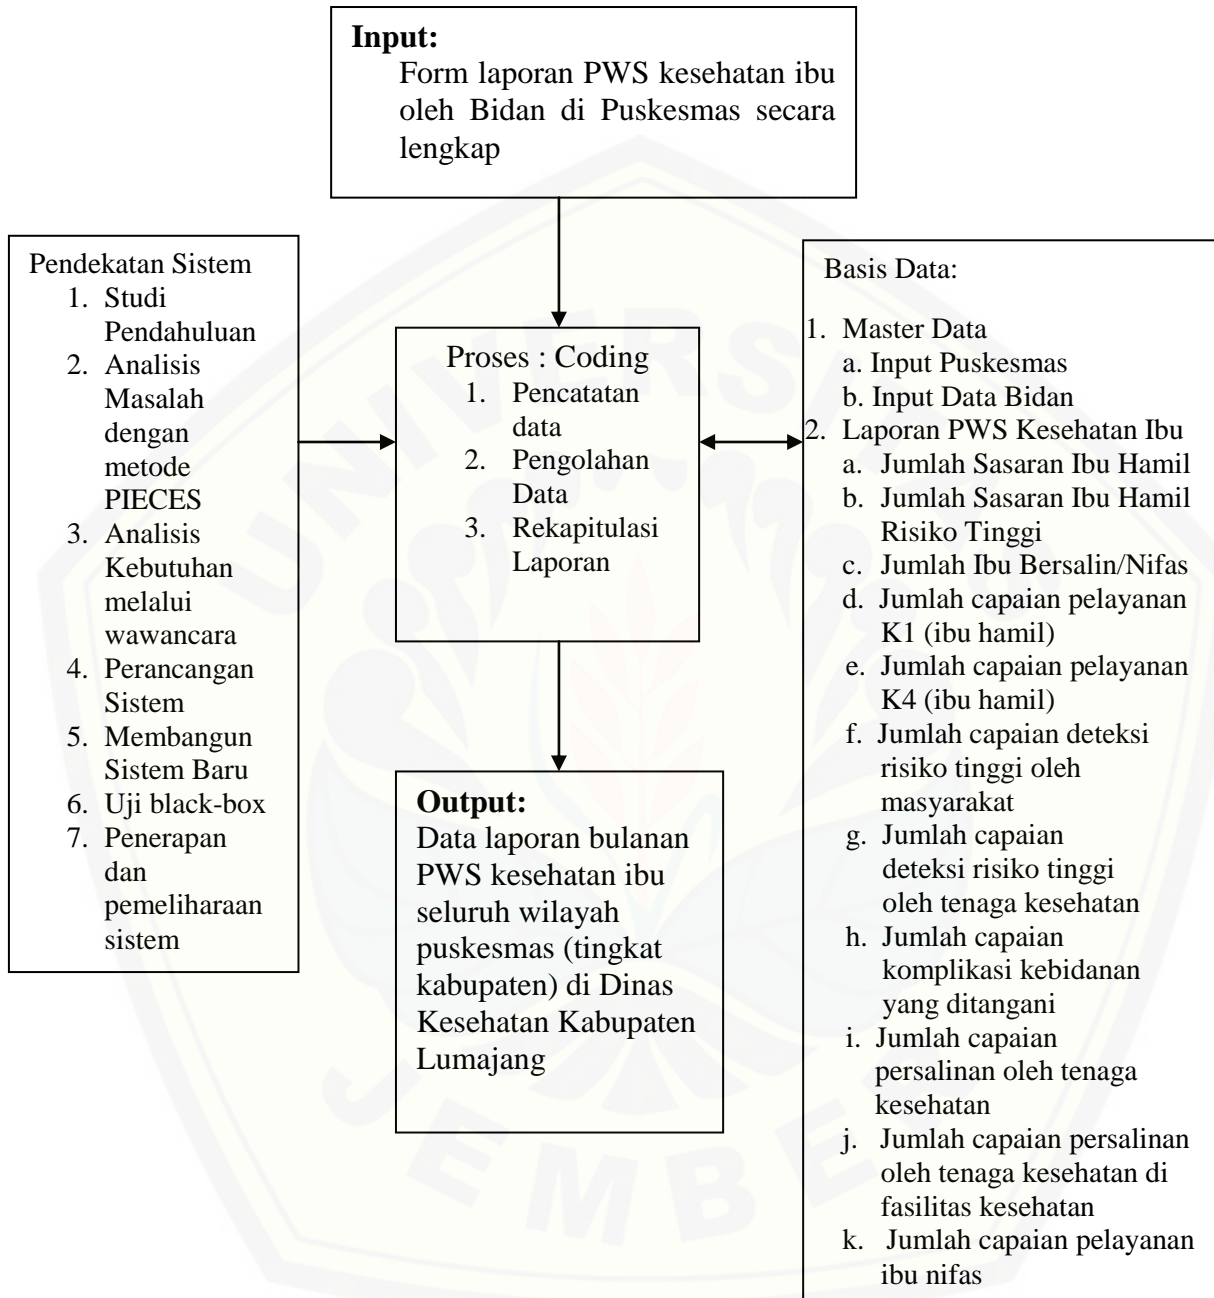 Input:
Form laporan PWS kesehatan ibu
oleh Bidan di Puskesmas secara
lengkap
Pendekatan Sistem
1. Studi
Pendahuluan
2. Analisis
Masalah
dengan
metode
PIECES
3. Analisis
Kebutuhan
melalui
wawancara
4. Perancangan
Sistem
5. Membangun
Sistem Baru
6. Uji black-box
7. Penerapan
dan
pemeliharaan
sistem
Proses : Coding
1. Pencatatan
data
2. Pengolahan
Data
3. Rekapitulasi
Laporan
Output:
Data laporan bulanan
PWS kesehatan ibu
seluruh wilayah
puskesmas (tingkat
kabupaten) di Dinas
Kesehatan Kabupaten
Lumajang
Basis Data:
1. Master Data
a. Input Puskesmas
b. Input Data Bidan
2. Laporan PWS Kesehatan Ibu
a. Jumlah Sasaran Ibu Hamil
b. Jumlah Sasaran Ibu Hamil
Risiko Tinggi
c. Jumlah Ibu Bersalin/Nifas
d. Jumlah capaian pelayanan
K1 (ibu hamil)
e. Jumlah capaian pelayanan
K4 (ibu hamil)
f. Jumlah capaian deteksi
risiko tinggi oleh
masyarakat
g. Jumlah capaian
deteksi risiko tinggi
oleh tenaga kesehatan
h. Jumlah capaian
komplikasi kebidanan
yang ditangani
i. Jumlah capaian
persalinan oleh tenaga
kesehatan
j. Jumlah capaian persalinan
oleh tenaga kesehatan di
fasilitas kesehatan
k. Jumlah capaian pelayanan
ibu nifas
UNIVERSITAS
JEMBER